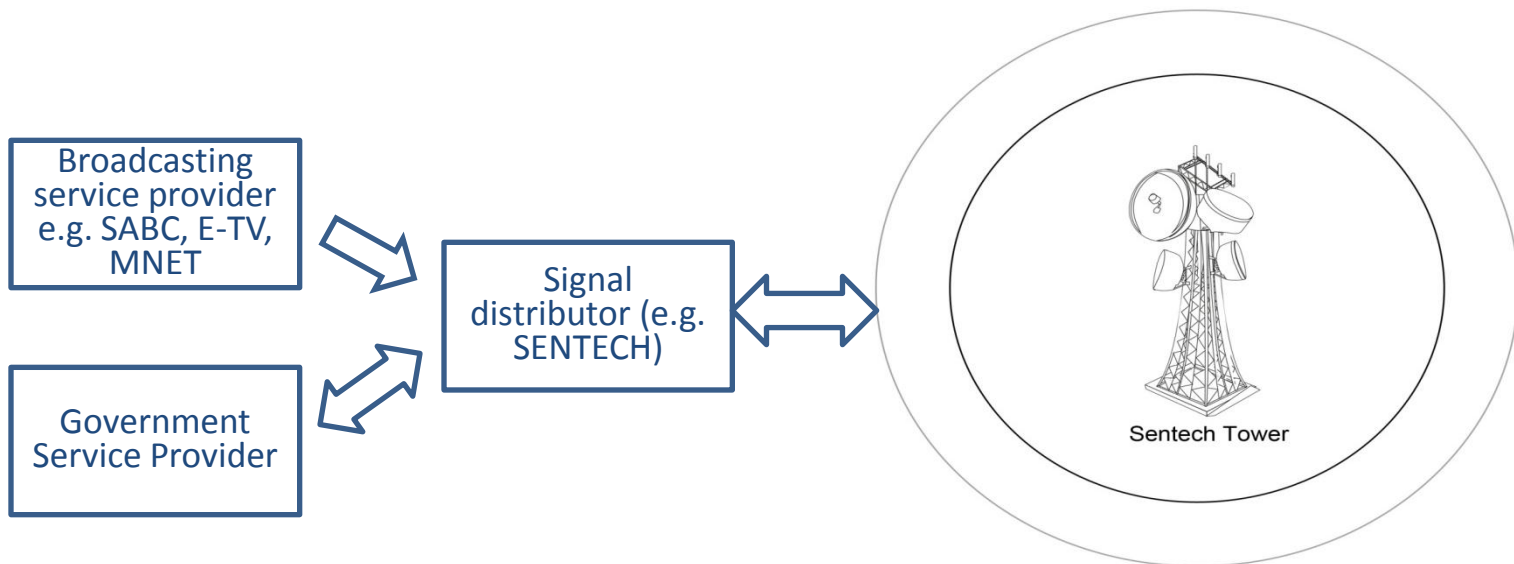 Broadcasting
service provider
e.g. SABC, E-TV,
MNET
Government
Service Provider
Signal
distributor (e.g.
SENTECH)
Sentech Tower